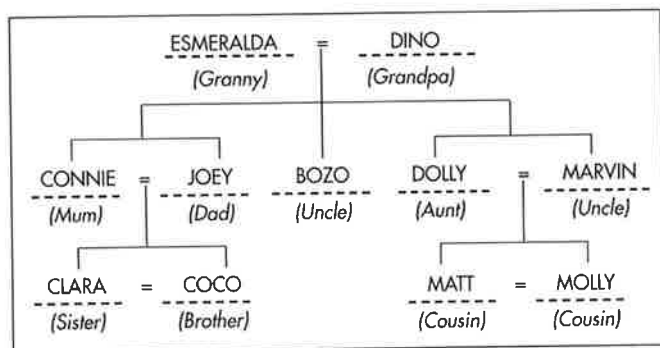 ESMERALDA = DINO
(Granny) (Grandpa)
CONNIE = JOEY BOZO DOLLY = MARVIN
(Mum) (Dad) (Uncle) (Aunt) (Uncle)
CLARA = COCO MATT = MOLLY
(Sister) (Brother) (Cousin) (Cousin)